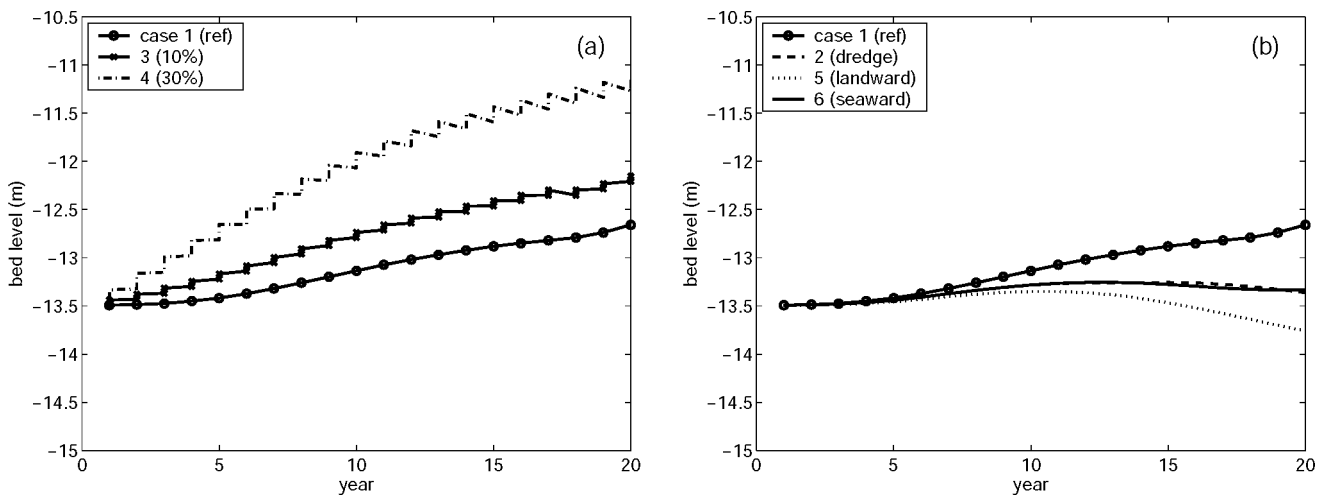 −10.5
−11
−11.5
−12
−12.5
−13
−13.5
−14
−14.5
−15
bed level (m)
0
5
10
15
20
year
case 1 (ref)
3 (10%)
4 (30%)
(a)
−10.5
−11
−11.5
−12
−12.5
−13
−13.5
−14
−14.5
−15
bed level (m)
0
5
10
15
20
year
case 1 (ref)
2 (dredge)
5 (landward)
6 (seaward)
(b)